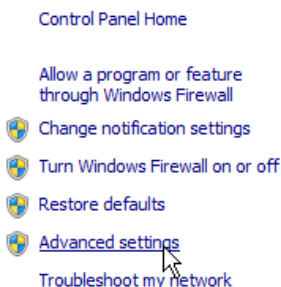 Control Panel Home
Allow a program or feature
through Windows Firewall
Change notification settings
Turn Windows Firewall on or off
Restore defaults
Advanced settings
Troubleshoot my network